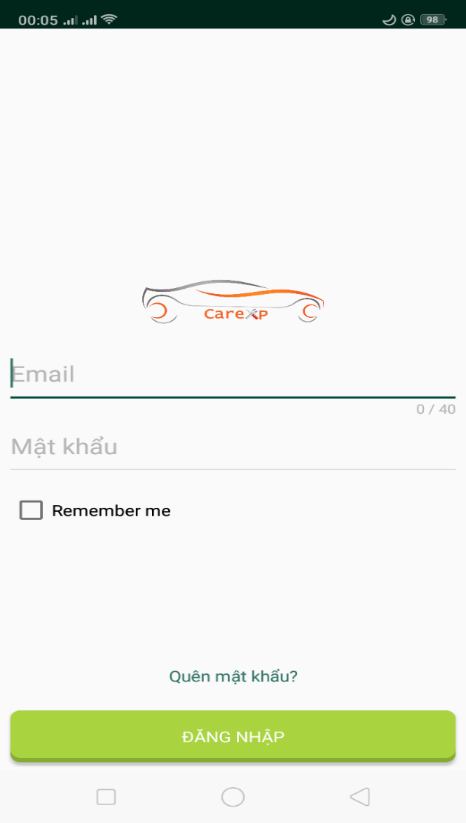 00:05
98
CareXP
Email
0 / 40
Mật khẩu
Remember me
Quên mật khẩu?
ĐĂNG NHẬP